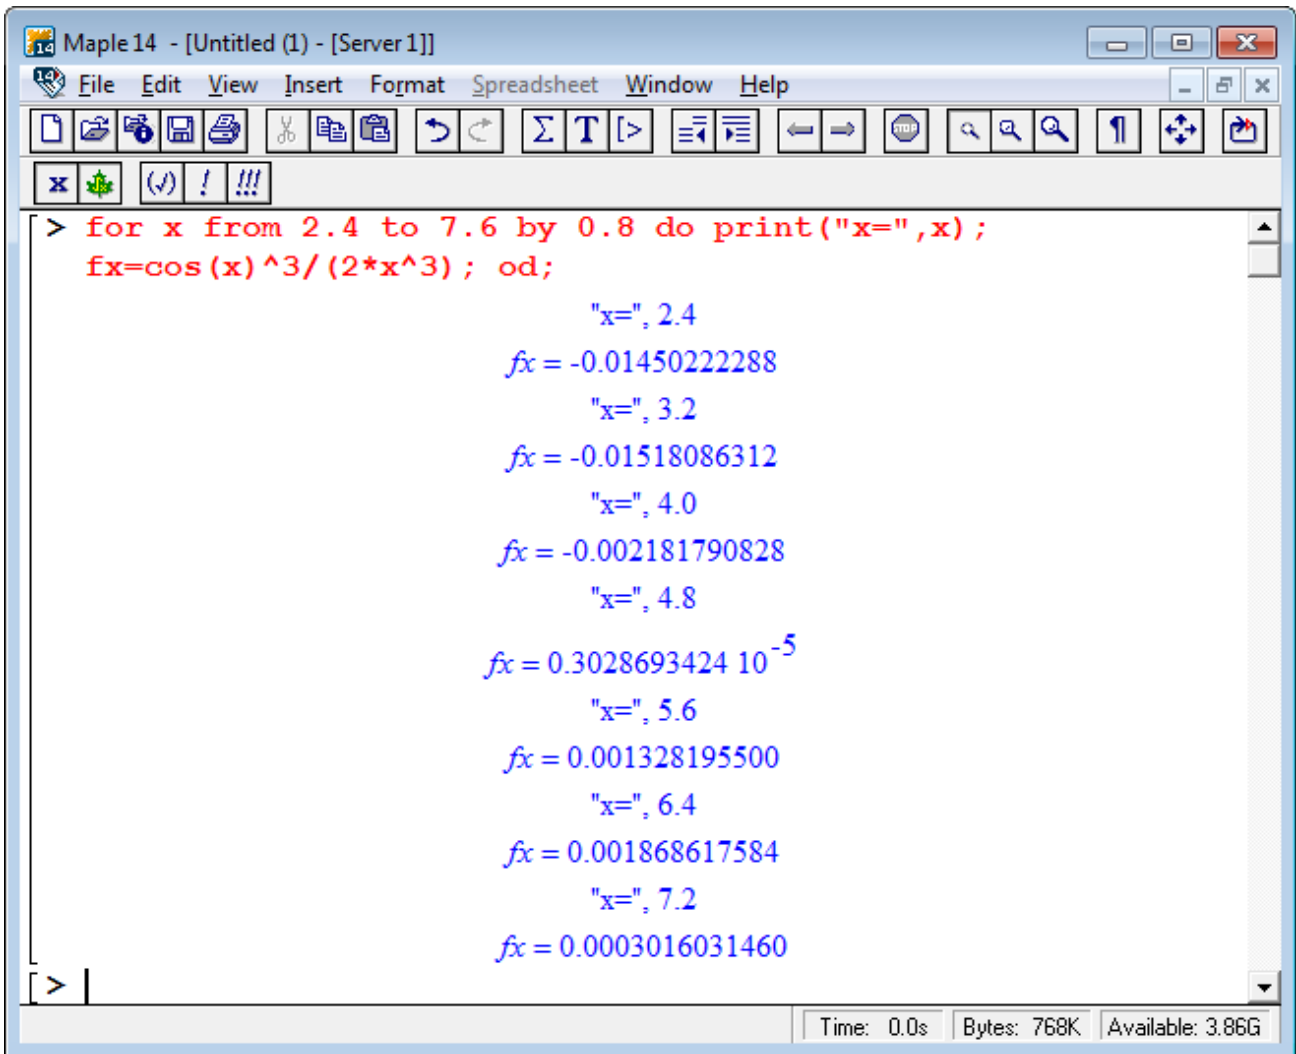 Maple 14 - [Untitled (1) - [Server 1]]
File Edit View Insert Format Spreadsheet Window Help
> for x from 2.4 to 7.6 by 0.8 do print("x=",x);
fx=cos(x)^3/(2*x^3); od;
"x=", 2.4
fx = -0.01450222288
"x=", 3.2
fx = -0.01518086312
"x=", 4.0
fx = -0.002181790828
"x=", 4.8
fx = 0.3028693424 10^-5
"x=", 5.6
fx = 0.001328195500
"x=", 6.4
fx = 0.001868617584
"x=", 7.2
fx = 0.0003016031460
>
Time: 0.0s Bytes: 768K Available: 3.86G